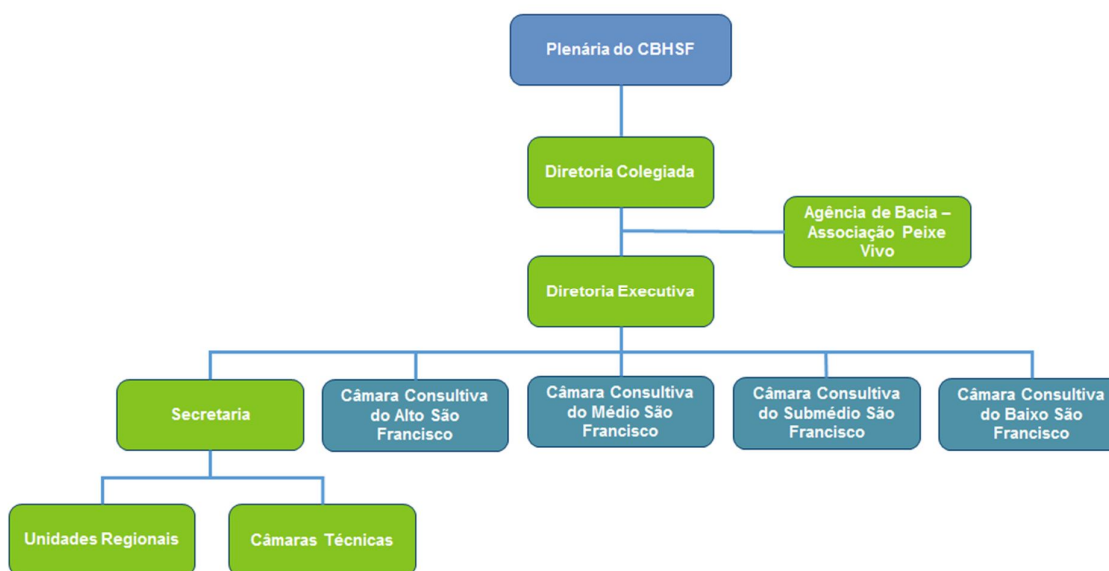 Plenária do CBHSF
Diretoria Colegiada
Agência de Bacia –
Associação Peixe
Vivo
Diretoria Executiva
Secretaria
Câmara Consultiva
do Alto São
Francisco
Câmara Consultiva
do Médio São
Francisco
Câmara Consultiva
do Submédio São
Francisco
Câmara Consultiva
do Baixo São
Francisco
Unidades Regionais
Câmaras Técnicas